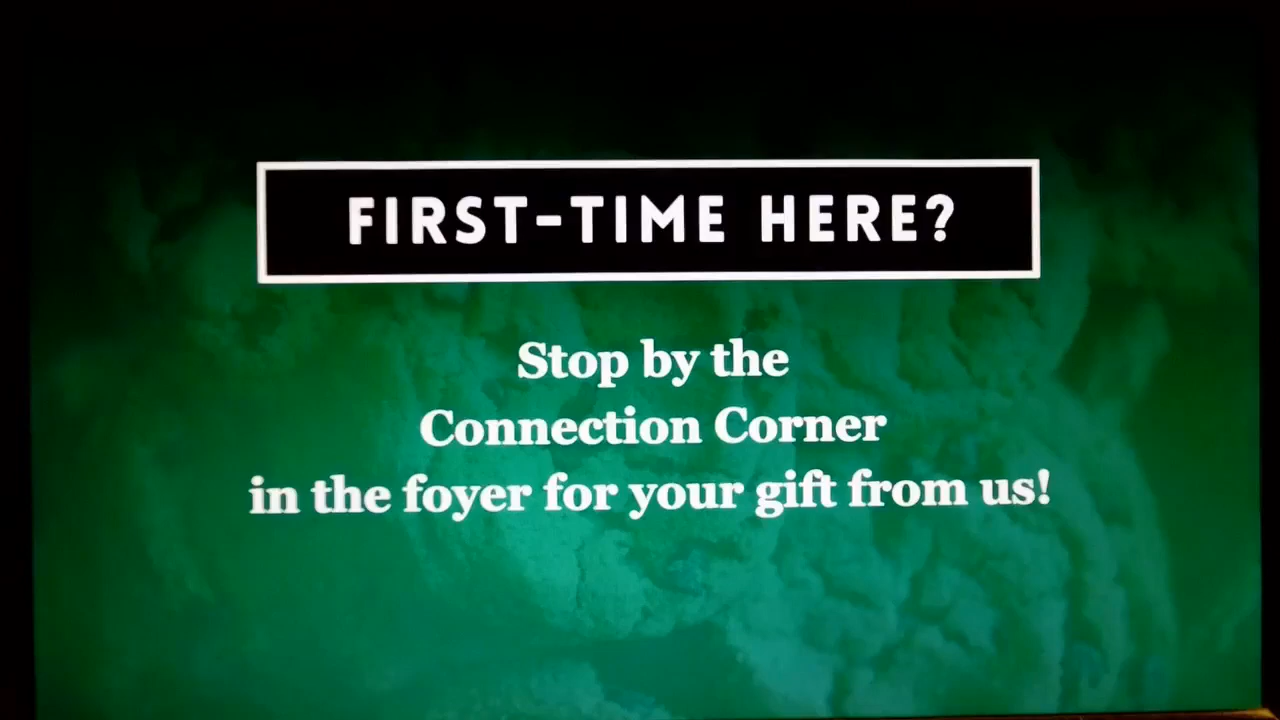 FIRST-TIME HERE?
Stop by the
Connection Corner
in the foyer for your gift from us!